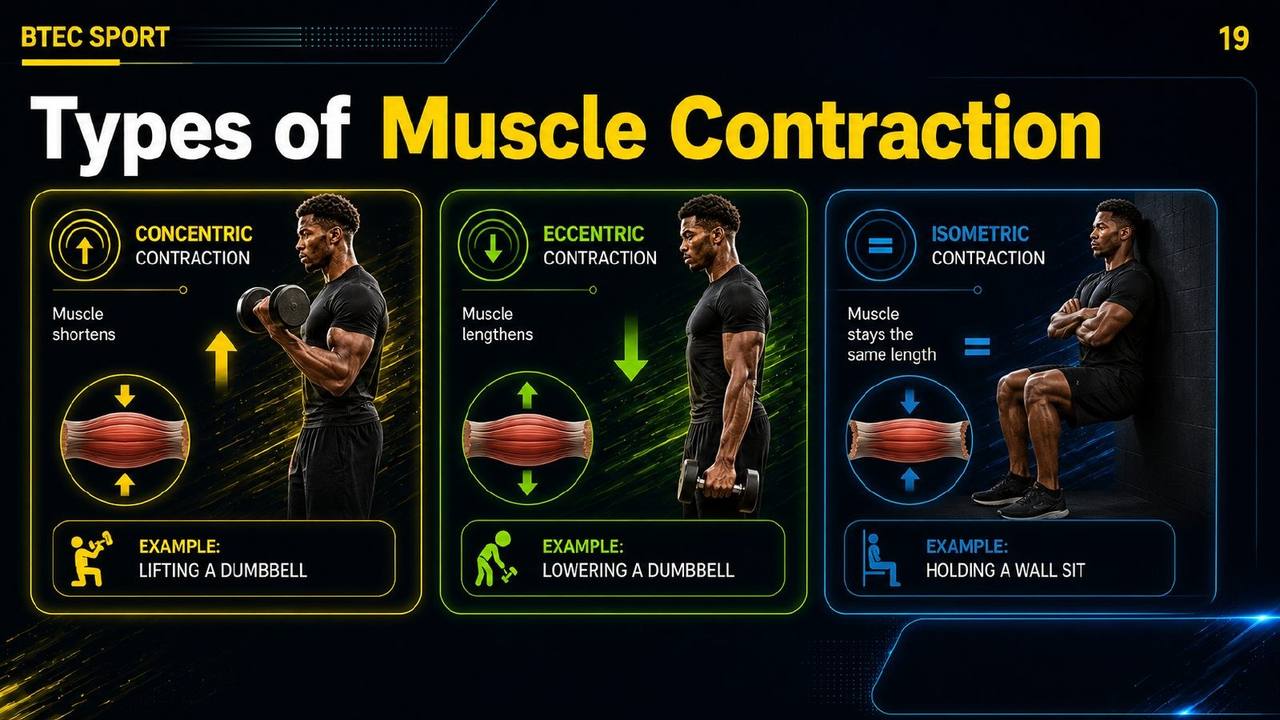 BTEC SPORT
19
Types of Muscle Contraction
CONCENTRIC
CONTRACTION
Muscle
shortens
EXAMPLE:
LIFTING A DUMBBELL
ECCENTRIC
CONTRACTION
Muscle
lengthens
EXAMPLE:
LOWERING A DUMBBELL
ISOMETRIC
CONTRACTION
Muscle
stays the
same length
EXAMPLE:
HOLDING A WALL SIT